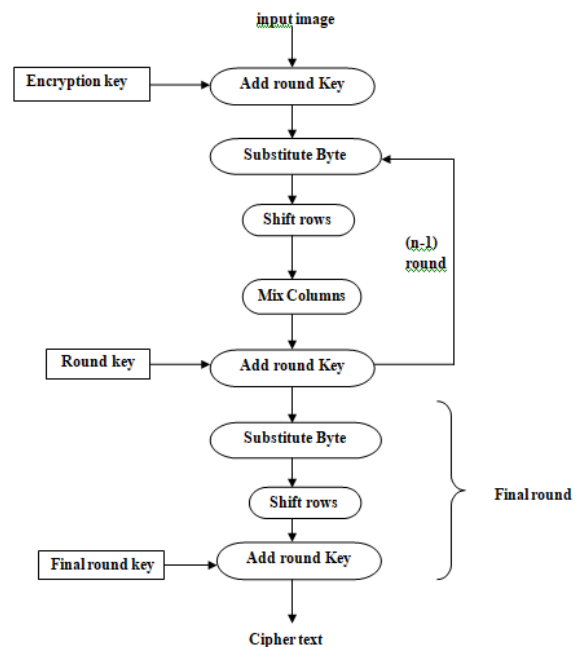 input image
Encryption key
Add round Key
Substitute Byte
Shift rows
(n-1)
round
Mix Columns
Round key
Add round Key
Substitute Byte
Final round
Shift rows
Final round key
Add round Key
Cipher text